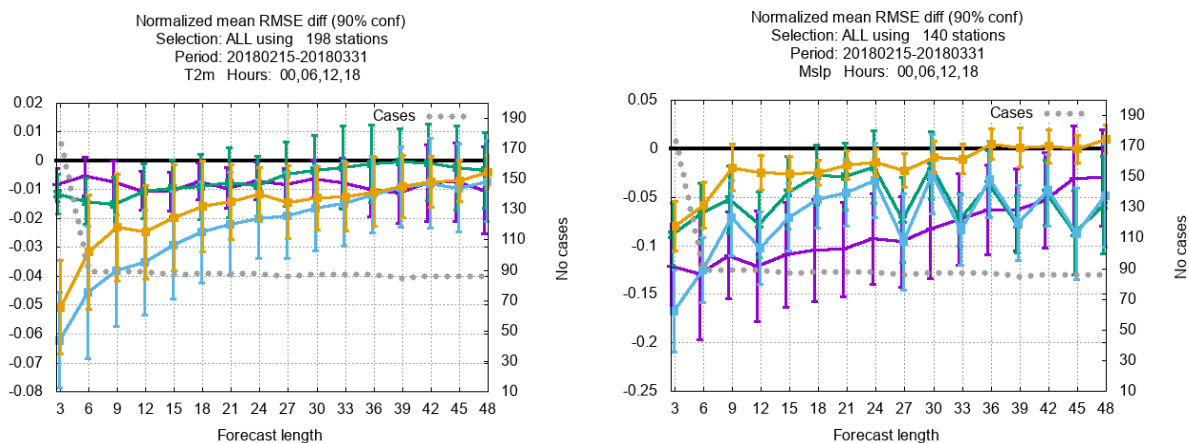 Normalized mean RMSE diff (90% conf)
Selection: ALL using 198 stations
Period: 20180215-20180331
T2m Hours: 00,06,12,18
Cases
0.02
0.01
0
-0.01
-0.02
-0.03
-0.04
-0.05
-0.06
-0.07
-0.08
190
170
150
130
110
90
70
50
30
10
No cases
3 6 9 12 15 18 21 24 27 30 33 36 39 42 45 48
Forecast length
Normalized mean RMSE diff (90% conf)
Selection: ALL using 140 stations
Period: 20180215-20180331
Mslp Hours: 00,06,12,18
Cases
0.05
0
-0.05
-0.1
-0.15
-0.2
-0.25
190
170
150
130
110
90
70
50
30
10
No cases
3 6 9 12 15 18 21 24 27 30 33 36 39 42 45 48
Forecast length